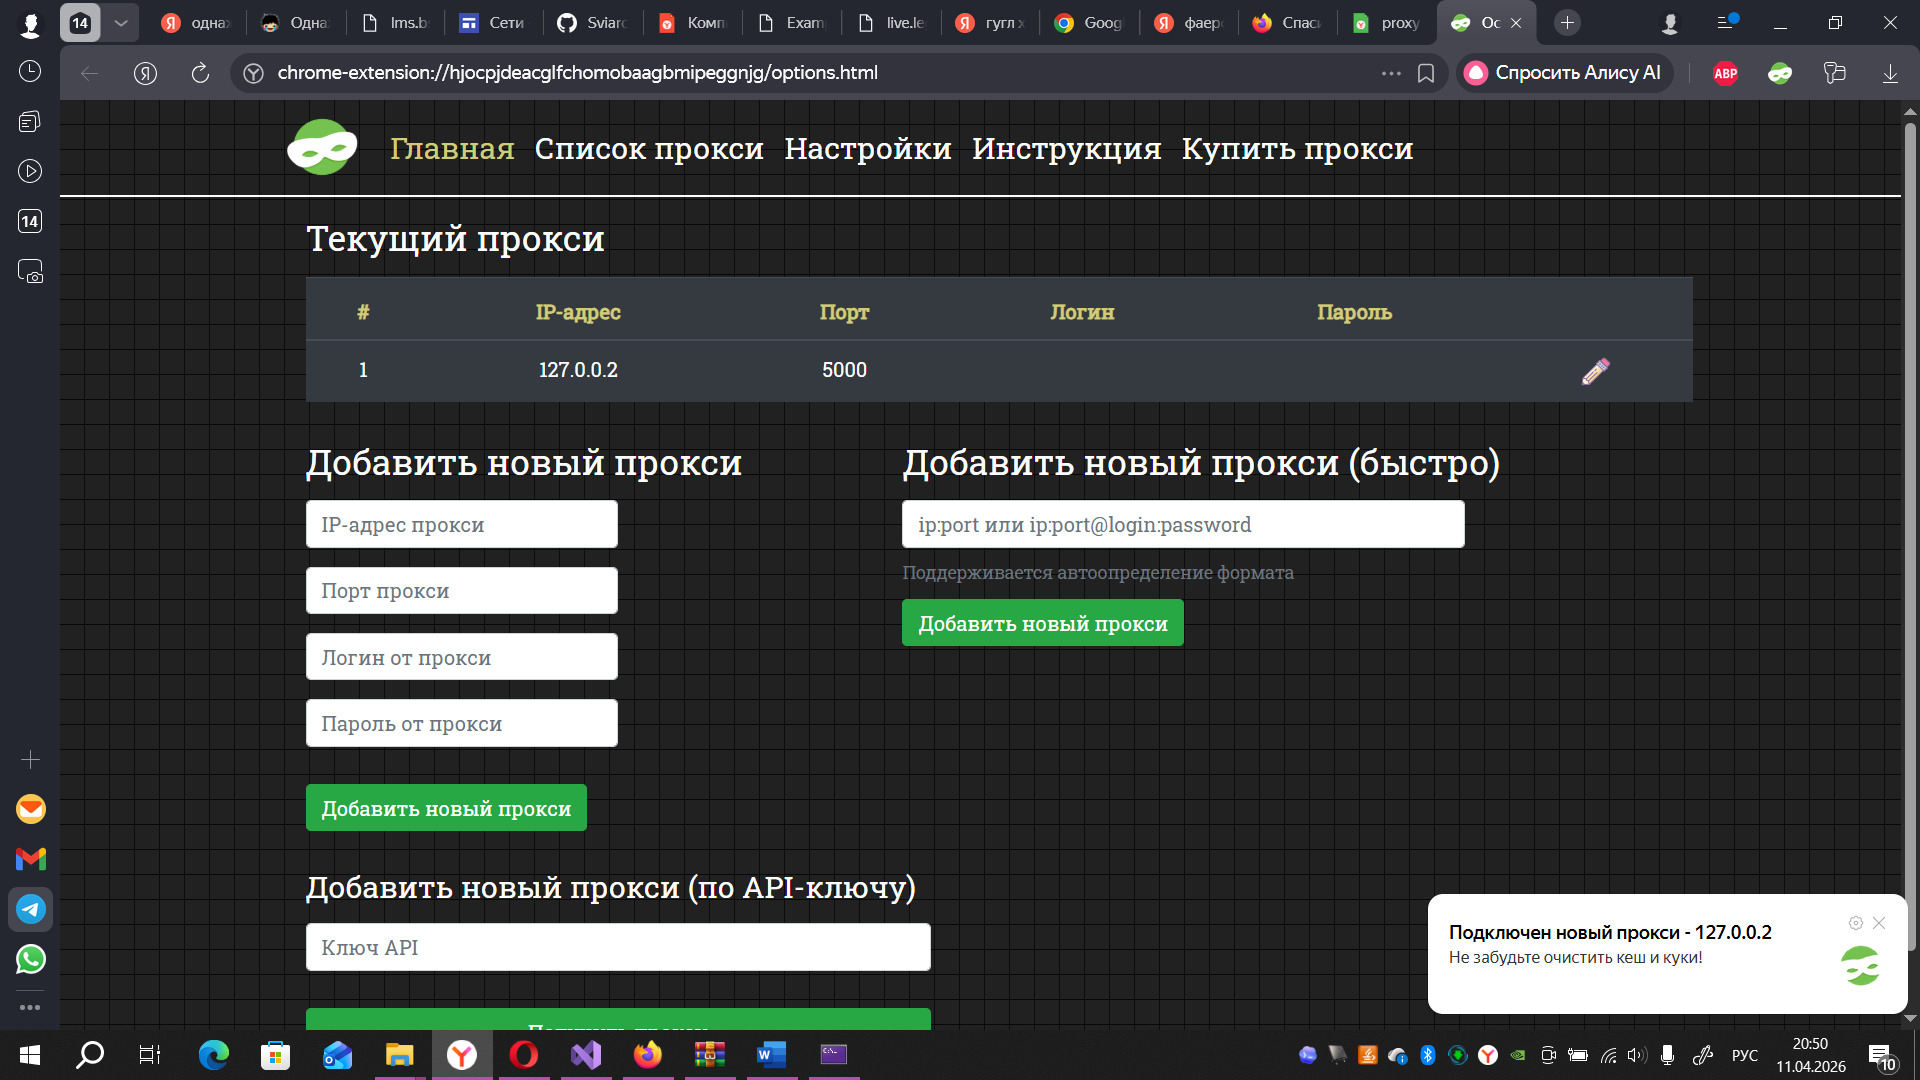 14
однах
Одна
lms.b
Сети
Sviar
Комп
Exam
live.le
гугл х
Goog
фаер
Спаси
proxy
Ос
chrome-extension://hjocpjdeacglfchomobaagbmipeggnjg/options.html
Спросить Алису AI
ABP
14
Главная Список прокси Настройки Инструкция Купить прокси
Текущий прокси
# IP-адрес Порт Логин Пароль
1 127.0.0.2 5000
Добавить новый прокси
IP-адрес прокси
Порт прокси
Логин от прокси
Пароль от прокси
Добавить новый прокси
Добавить новый прокси (быстро)
ip:port или ip:port@login:password
Поддерживается автоопределение формата
Добавить новый прокси
Добавить новый прокси (по API-ключу)
Ключ API
Подключен новый прокси - 127.0.0.2
Не забудьте очистить кеш и куки!
РУС
20:50
11.04.2026
10